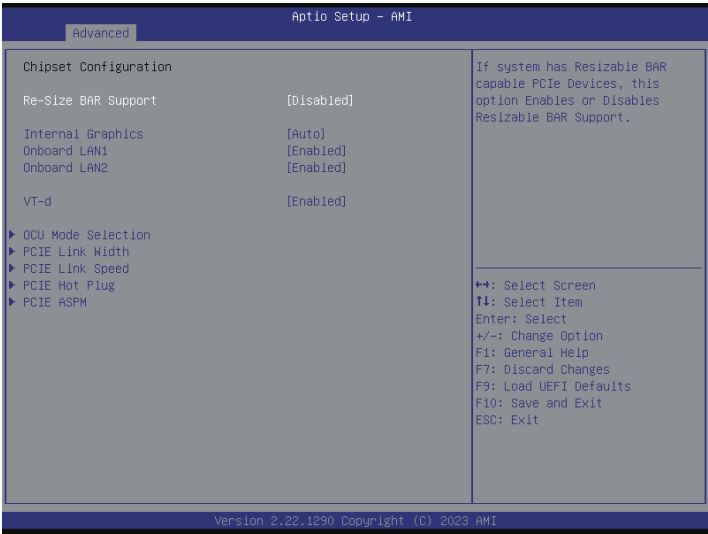 Aptio Setup - AMI
Advanced
Chipset Configuration
Re-Size BAR Support [Disabled]
Internal Graphics [Auto]
Onboard LAN1 [Enabled]
Onboard LAN2 [Enabled]
VT-d [Enabled]
OCU Mode Selection
PCIE Link Width
PCIE Link Speed
PCIE Hot Plug
PCIE ASPM
If system has Resizable BAR
capable PCIe Devices, this
option Enables or Disables
Resizable BAR Support.
↔: Select Screen
↑↓: Select Item
Enter: Select
+/-: Change Option
F1: General Help
F7: Discard Changes
F9: Load UEFI Defaults
F10: Save and Exit
ESC: Exit
Version 2.22.1290 Copyright (C) 2023 AMI